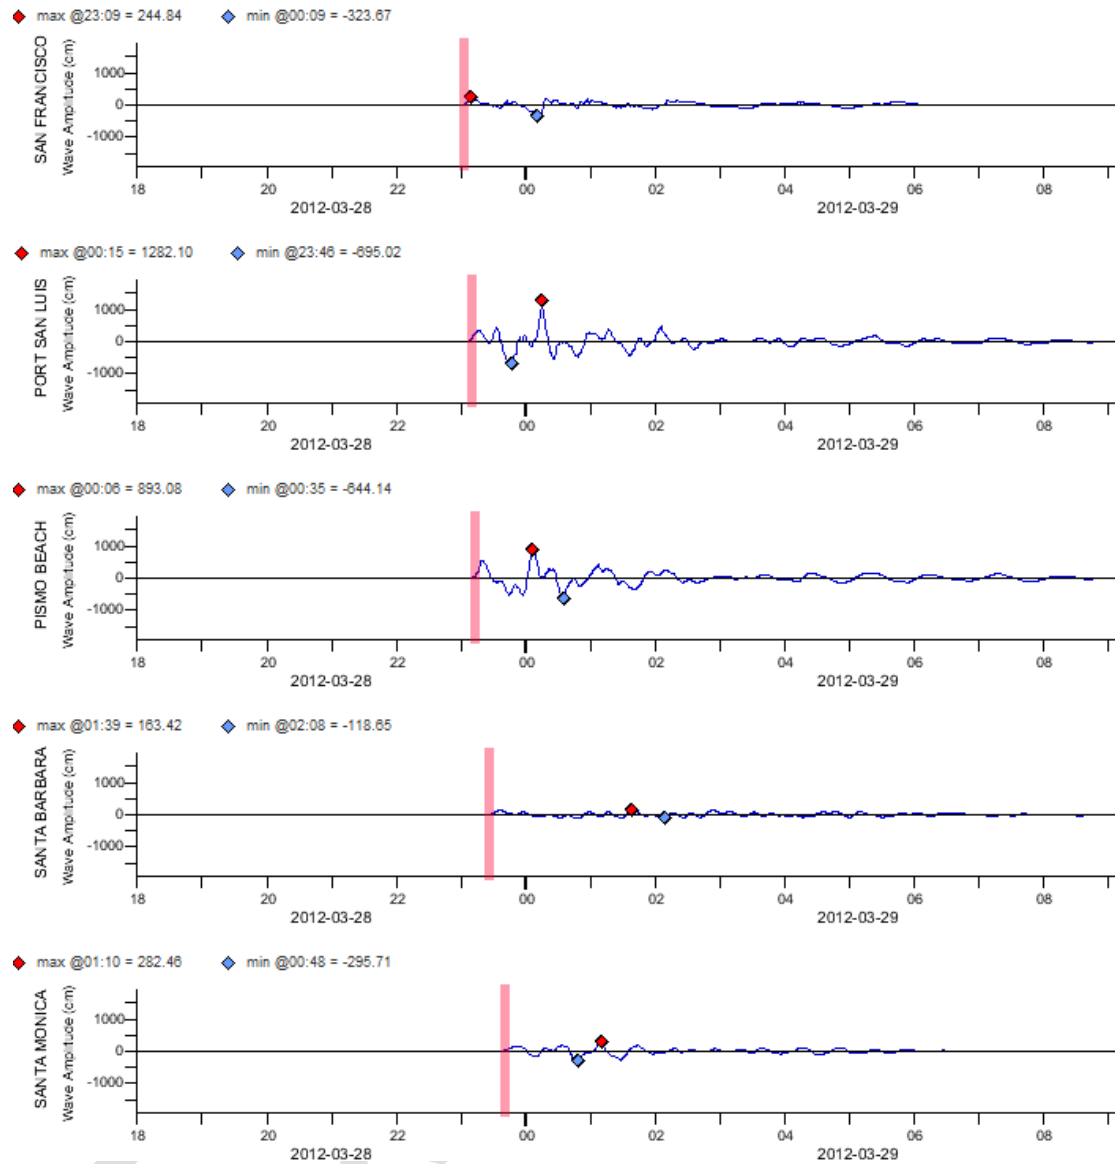 max @23:09 = 244.84 min @00:09 = -323.67
SAN FRANCISCO
Wave Amplitude (cm)
1000
0
-1000
18 20 22 00 02 04 06 08
2012-03-28 2012-03-29
max @00:15 = 1282.10 min @23:46 = -695.02
PORT SAN LUIS
Wave Amplitude (cm)
1000
0
-1000
18 20 22 00 02 04 06 08
2012-03-28 2012-03-29
max @00:06 = 893.08 min @00:35 = -644.14
PISMO BEACH
Wave Amplitude (cm)
1000
0
-1000
18 20 22 00 02 04 06 08
2012-03-28 2012-03-29
max @01:39 = 163.42 min @02:08 = -118.65
SANTA BARBARA
Wave Amplitude (cm)
1000
0
-1000
18 20 22 00 02 04 06 08
2012-03-28 2012-03-29
max @01:10 = 282.46 min @00:48 = -295.71
SANTA MONICA
Wave Amplitude (cm)
1000
0
-1000
18 20 22 00 02 04 06 08
2012-03-28 2012-03-29